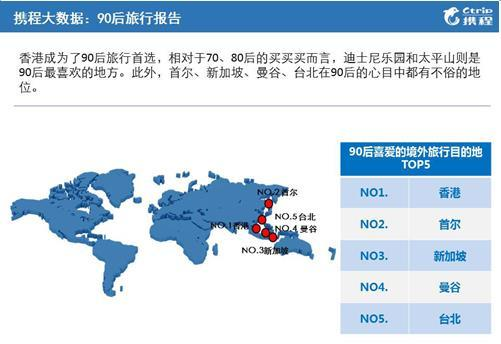 携程大数据：90后旅行报告
Ctrip
携程
香港成为了90后旅行首选，相对于70、80后的买买买而言，迪士尼乐园和太平山则是
90后最喜欢的地方。此外，首尔、新加坡、曼谷、台北在90后的心目中都有不俗的地
位。
90后喜爱的境外旅行目的地
TOP5
NO1. 香港
NO2. 首尔
NO3. 新加坡
NO4. 曼谷
NO5. 台北
NO.2首尔
NO.5台北
NO.1香港
NO.4 曼谷
NO.3新加坡